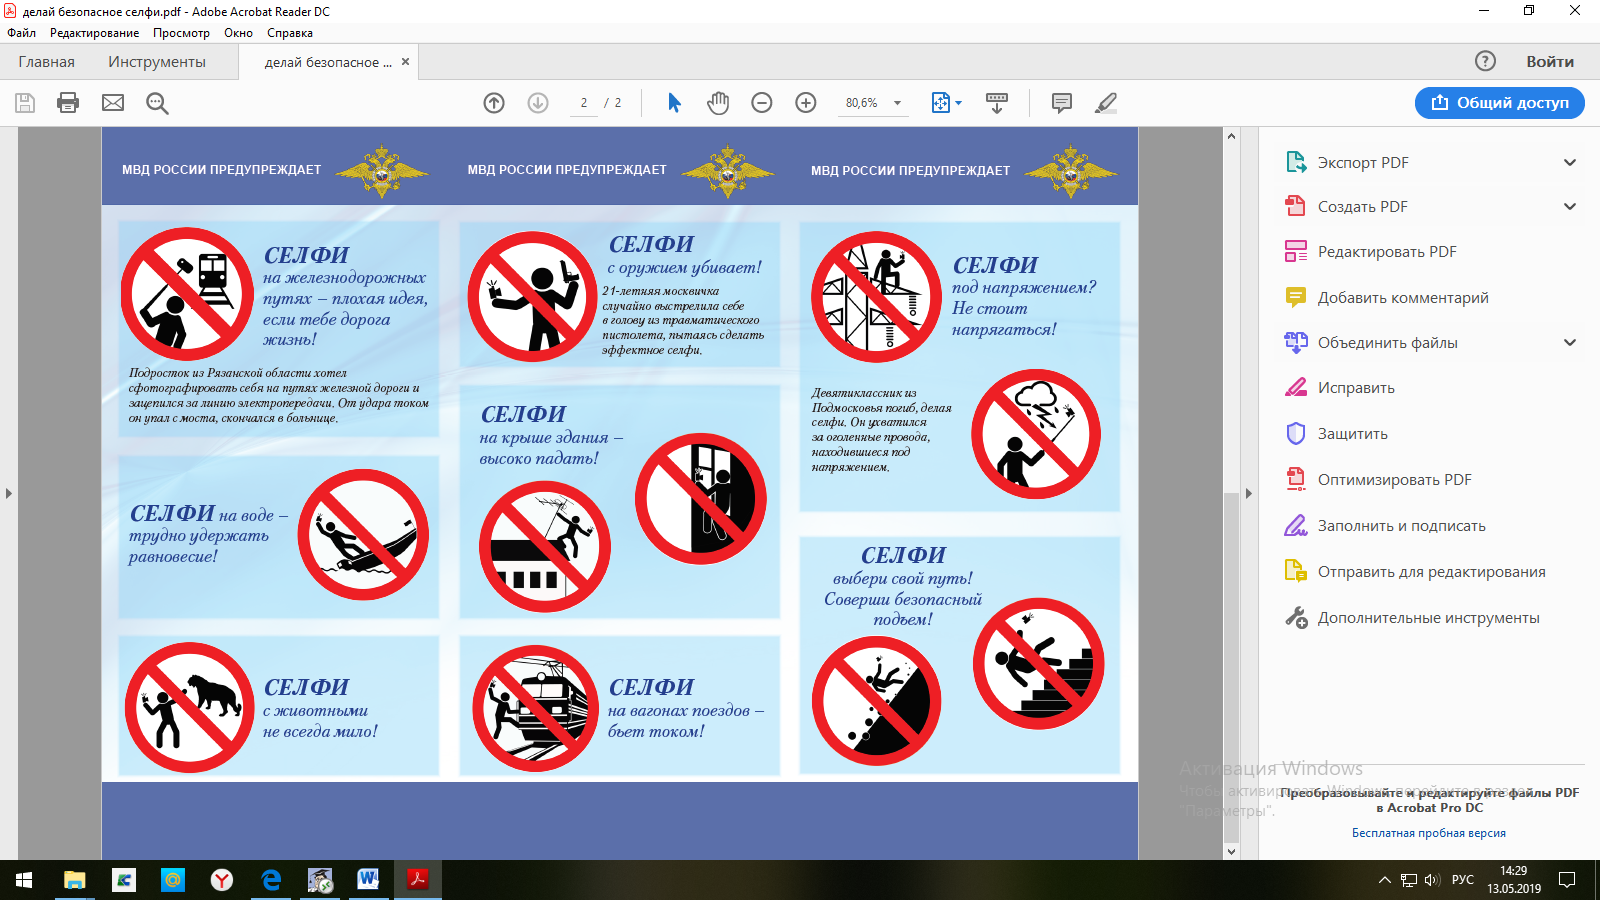 делай безопасное селфи.pdf - Adobe Acrobat Reader DC
Файл Редактирование Просмотр Окно Справка
Главная Инструменты делай безопасное ... Войти
2 / 2 80,6% Общий доступ
МВД РОССИИ ПРЕДУПРЕЖДАЕТ
СЕЛФИ
на железнодорожных
путях – плохая идея,
если тебе дорога
жизнь!
Подросток из Рязанской области хотел
сфотографировать себя на путях железной дороги и
зацепился за линию электропередачи. От удара током
он упал с моста, скончался в больнице.
СЕЛФИ на воде –
трудно удержать
равновесие!
СЕЛФИ
с животными
не всегда мило!
МВД РОССИИ ПРЕДУПРЕЖДАЕТ
СЕЛФИ
с оружием убивает!
21-летняя москвичка
случайно выстрелила себе
в голову из травматического
пистолета, пытаясь сделать
эффектное селфи.
СЕЛФИ
на крыше здания –
высоко падать!
СЕЛФИ
на вагонах поездов –
бьет током!
МВД РОССИИ ПРЕДУПРЕЖДАЕТ
СЕЛФИ
под напряжением?
Не стоит
напрягаться!
Девятиклассник из
Подмосковья погиб, делая
селфи. Он ухватился
за оголенные провода,
находившиеся под
напряжением.
СЕЛФИ
выбери свой путь!
Соверши безопасный
подъем!
Экспорт PDF
Создать PDF
Редактировать PDF
Добавить комментарий
Объединить файлы
Исправить
Защитить
Оптимизировать PDF
Заполнить и подписать
Отправить для редактирования
Дополнительные инструменты
Активация Windows
Чтобы активировать Windows, перейдите в раздел
"Параметры".
Преобразовывайте и редактируйте файлы PDF
в Acrobat Pro DC
Бесплатная пробная версия
РУС
14:29
13.05.2019